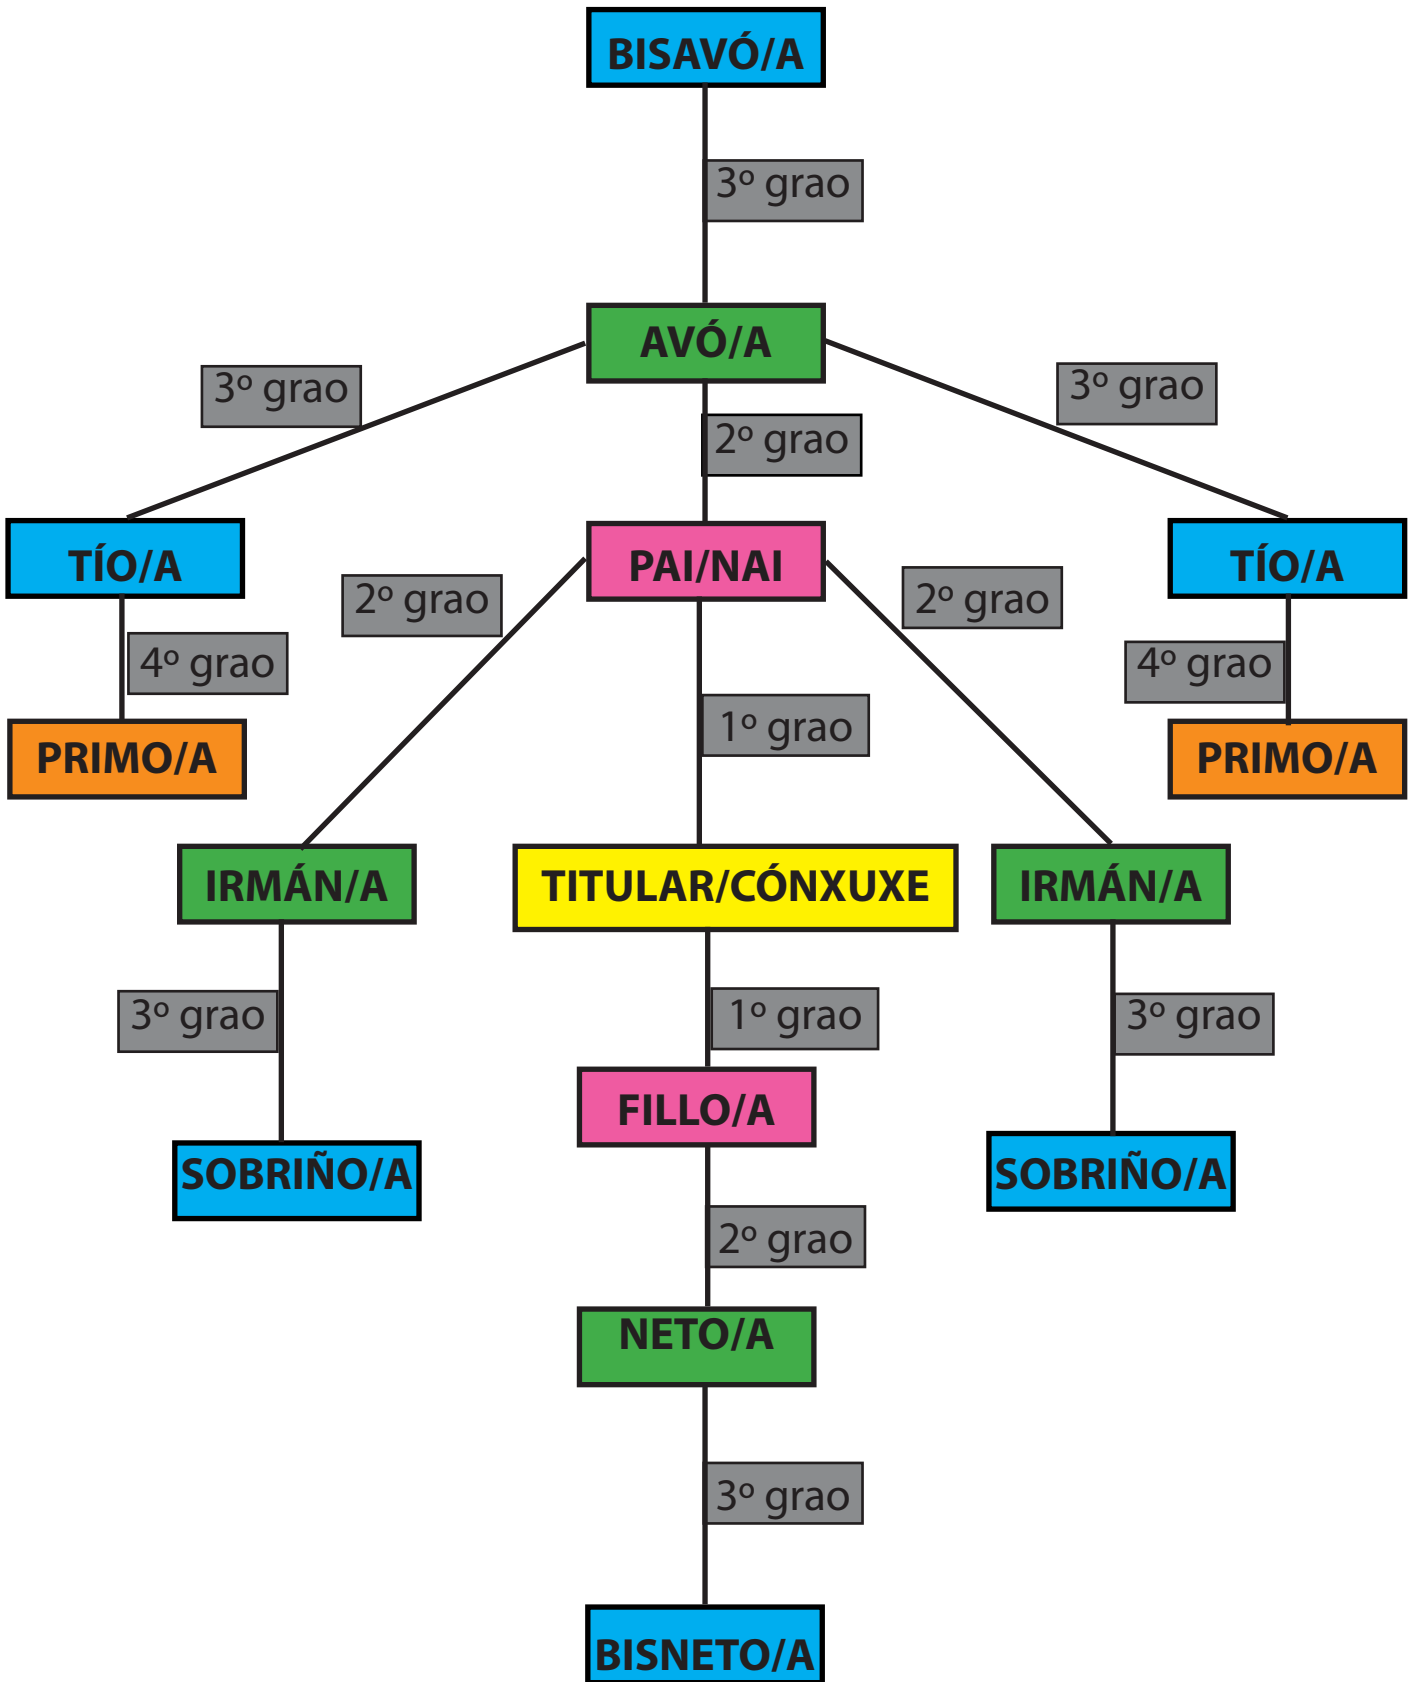 BISAVÓ/A
3º grao
AVÓ/A
3º grao
3º grao
2º grao
TÍO/A
PAI/NAI
TÍO/A
2º grao
2º grao
4º grao
4º grao
1º grao
PRIMO/A
PRIMO/A
IRMÁN/A
TITULAR/CÓNXUXE
IRMÁN/A
3º grao
1º grao
3º grao
FILLO/A
SOBRIÑO/A
SOBRIÑO/A
2º grao
NETO/A
3º grao
BISNETO/A